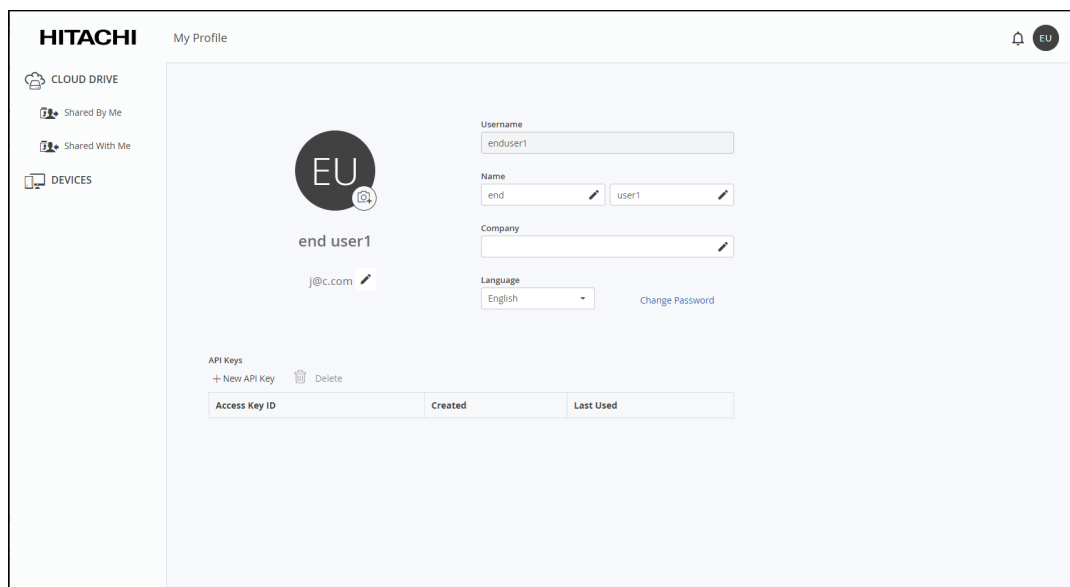 HITACHI
My Profile
EU
CLOUD DRIVE
Shared By Me
Shared With Me
DEVICES
EU
end user1
j@c.com
Username
enduser1
Name
end
user1
Company
Language
English
Change Password
API Keys
+ New API Key
Delete
Access Key ID
Created
Last Used